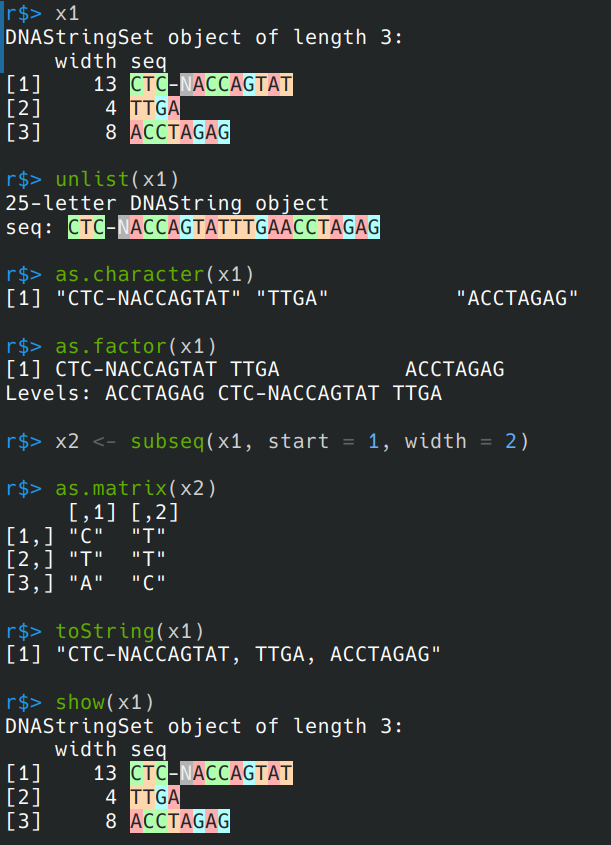 r$> x1
DNAStringSet object of length 3:
    width seq
[1]    13 CTC-NACCAGTAT
[2]     4 TTGA
[3]     8 ACCTAGAG

r$> unlist(x1)
25-letter DNAString object
seq: CTC-NACCAGTATTTGAACCTAGAG

r$> as.character(x1)
[1] "CTC-NACCAGTAT" "TTGA"          "ACCTAGAG"

r$> as.factor(x1)
[1] CTC-NACCAGTAT TTGA          ACCTAGAG
Levels: ACCTAGAG CTC-NACCAGTAT TTGA

r$> x2 <- subseq(x1, start = 1, width = 2)

r$> as.matrix(x2)
     [,1] [,2]
[1,] "C"  "T"
[2,] "T"  "T"
[3,] "A"  "C"

r$> toString(x1)
[1] "CTC-NACCAGTAT, TTGA, ACCTAGAG"

r$> show(x1)
DNAStringSet object of length 3:
    width seq
[1]    13 CTC-NACCAGTAT
[2]     4 TTGA
[3]     8 ACCTAGAG